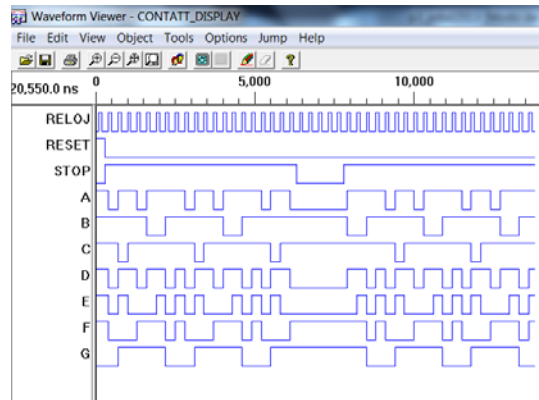 Waveform Viewer - CONTATT_DISPLAY
File Edit View Object Tools Options Jump Help
20,550.0 ns 0 5,000 10,000
RELOJ
RESET
STOP
A
B
C
D
E
F
G